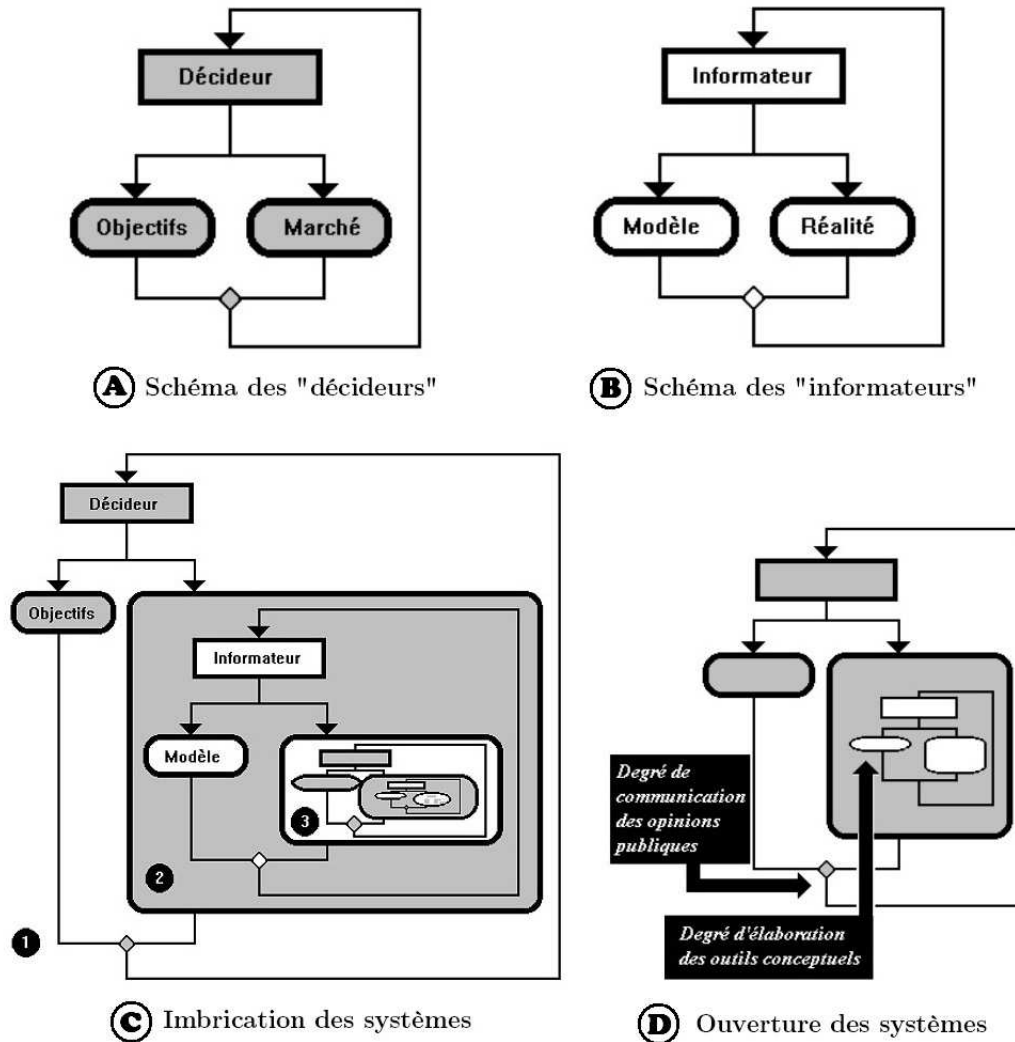 Décideur
Objectifs
Marché
A Schéma des "décideurs"
Informateur
Modèle
Réalité
B Schéma des "informateurs"
Décideur
Objectifs
Informateur
Modèle
3
2
1
C Imbrication des systèmes
Degré de
communication
des opinions
publiques
Degré d'élaboration
des outils conceptuels
D Ouverture des systèmes